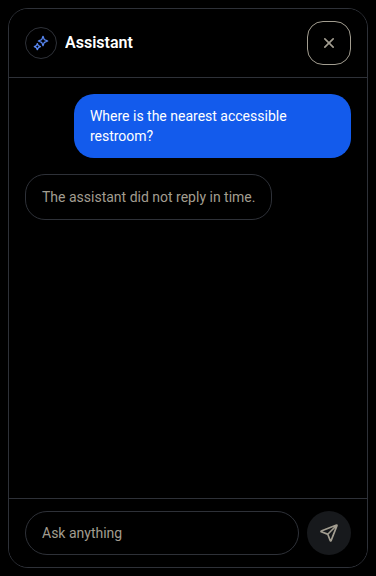 Assistant
Where is the nearest accessible
restroom?
The assistant did not reply in time.
Ask anything